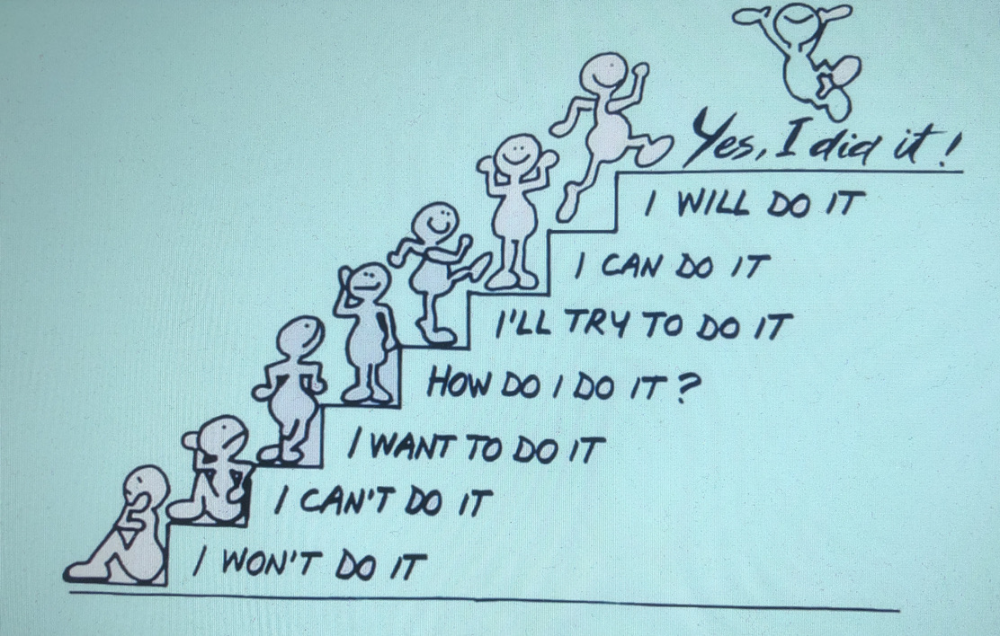 Yes, I did it!
I WILL DO IT
I CAN DO IT
I'LL TRY TO DO IT
HOW DO I DO IT?
I WANT TO DO IT
I CAN'T DO IT
I WON'T DO IT